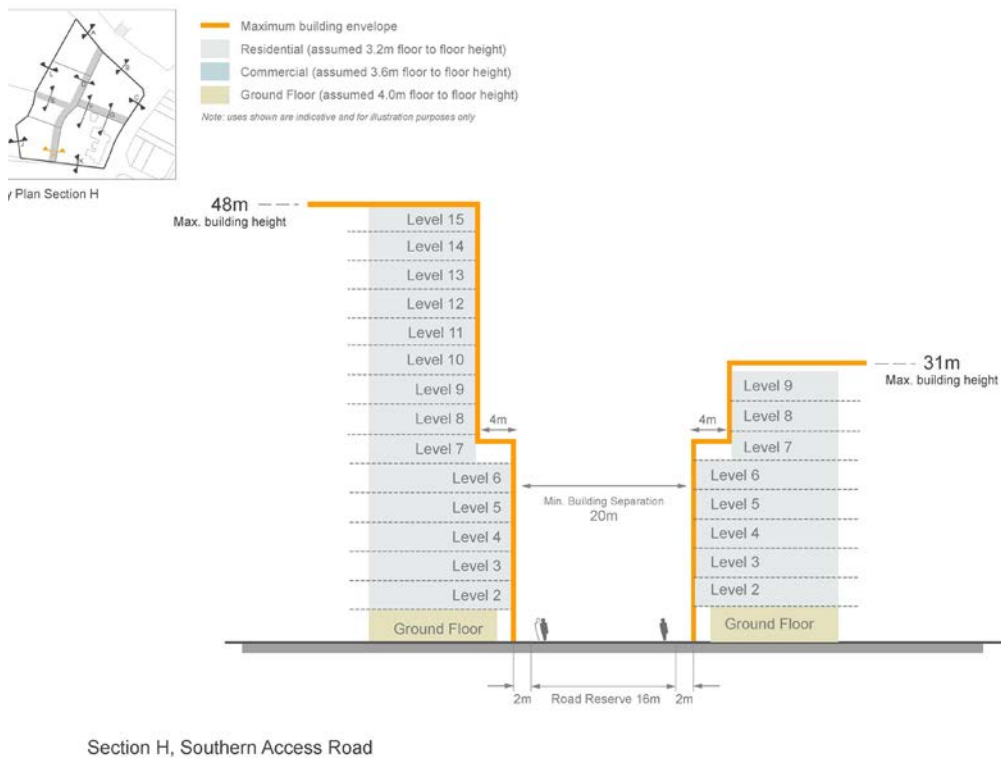 Maximum building envelope
Residential (assumed 3.2m floor to floor height)
Commercial (assumed 3.6m floor to floor height)
Ground Floor (assumed 4.0m floor to floor height)
Note: uses shown are indicative and for illustration purposes only
y Plan Section H
48m
Max. building height
Level 15
Level 14
Level 13
Level 12
Level 11
Level 10
Level 9
Level 8
Level 7
Level 6
Level 5
Level 4
Level 3
Level 2
Ground Floor
4m
Min. Building Separation
20m
4m
31m
Max. building height
Level 9
Level 8
Level 7
Level 6
Level 5
Level 4
Level 3
Level 2
Ground Floor
2m
Road Reserve 16m
2m
Section H, Southern Access Road